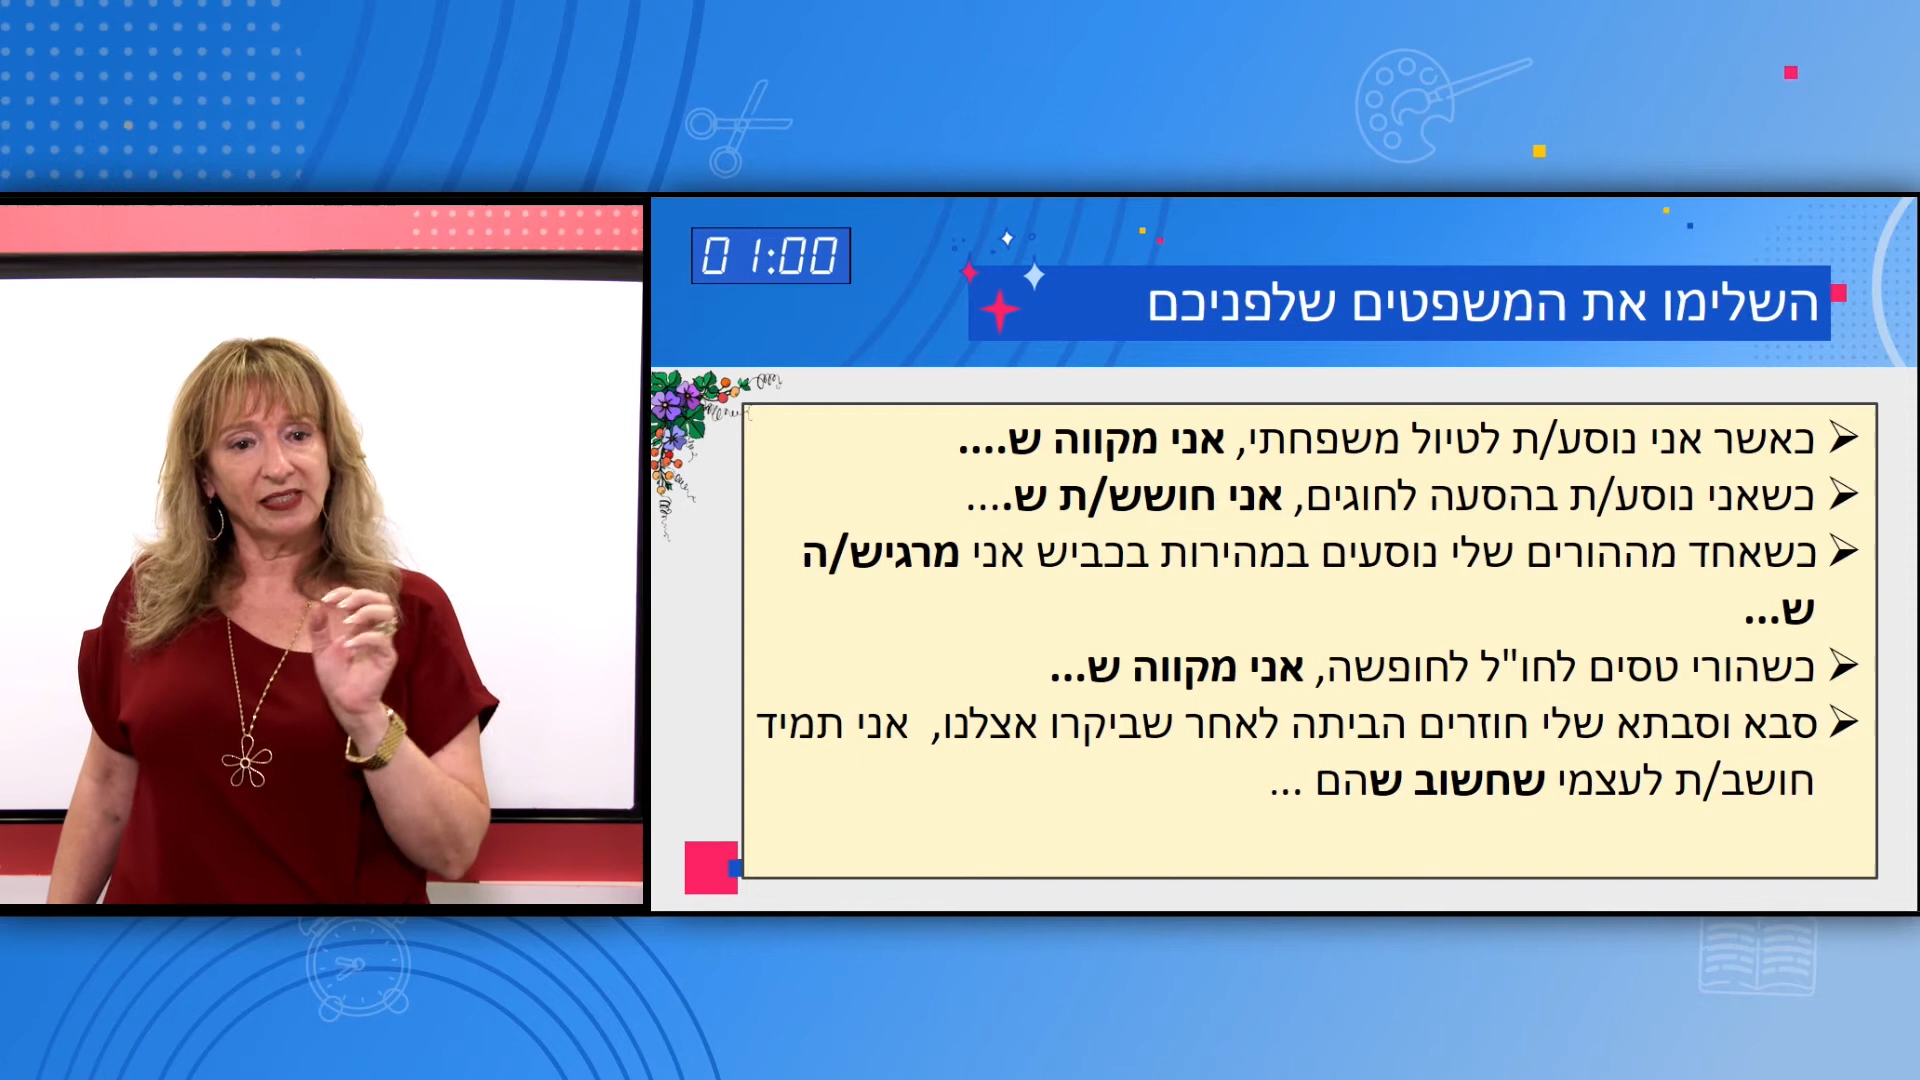 01:00
השלימו את המשפטים שלפניכם
כאשר אני נוסע/ת לטיול משפחתי, אני מקווה ש....
כשאני נוסע/ת בהסעה לחוגים, אני חושש/ת ש....
כשאחד מההורים שלי נוסעים במהירות בכביש אני מרגיש/ה
ש...
כשהורי טסים לחו"ל לחופשה, אני מקווה ש...
סבא וסבתא שלי חוזרים הביתה לאחר שביקרו אצלנו, אני תמיד
חושב/ת לעצמי שחשוב שהם ...